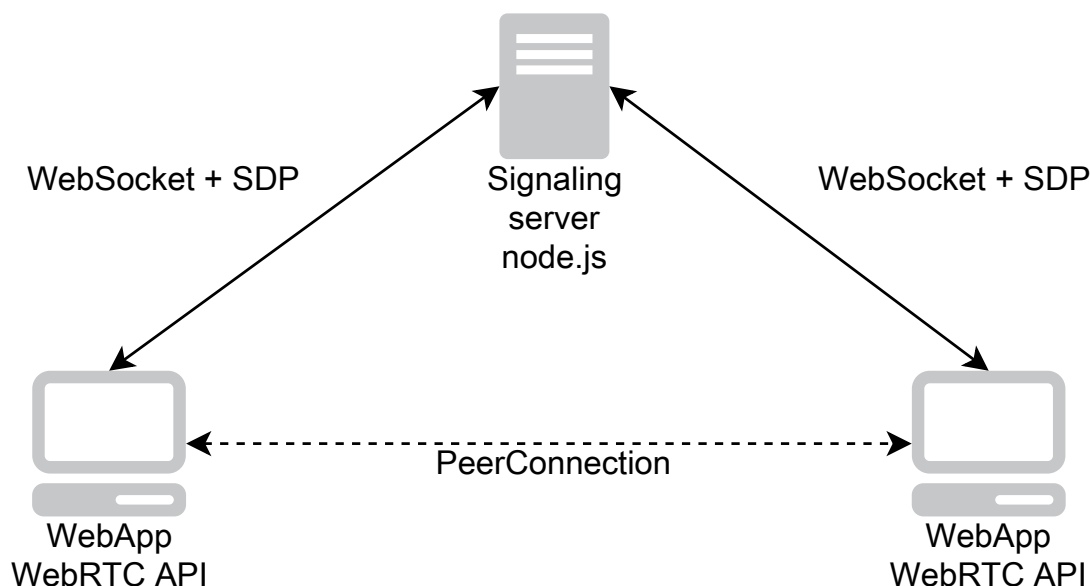 WebSocket + SDP
Signaling
server
node.js
WebSocket + SDP
PeerConnection
WebApp
WebRTC API
WebApp
WebRTC API